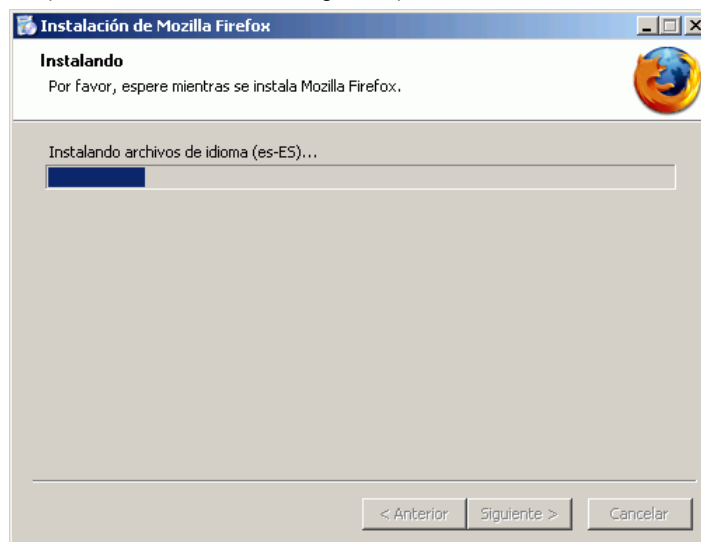 Instalación de Mozilla Firefox
Instalando
Por favor, espere mientras se instala Mozilla Firefox.
Instalando archivos de idioma (es-ES)...
< Anterior
Siguiente >
Cancelar